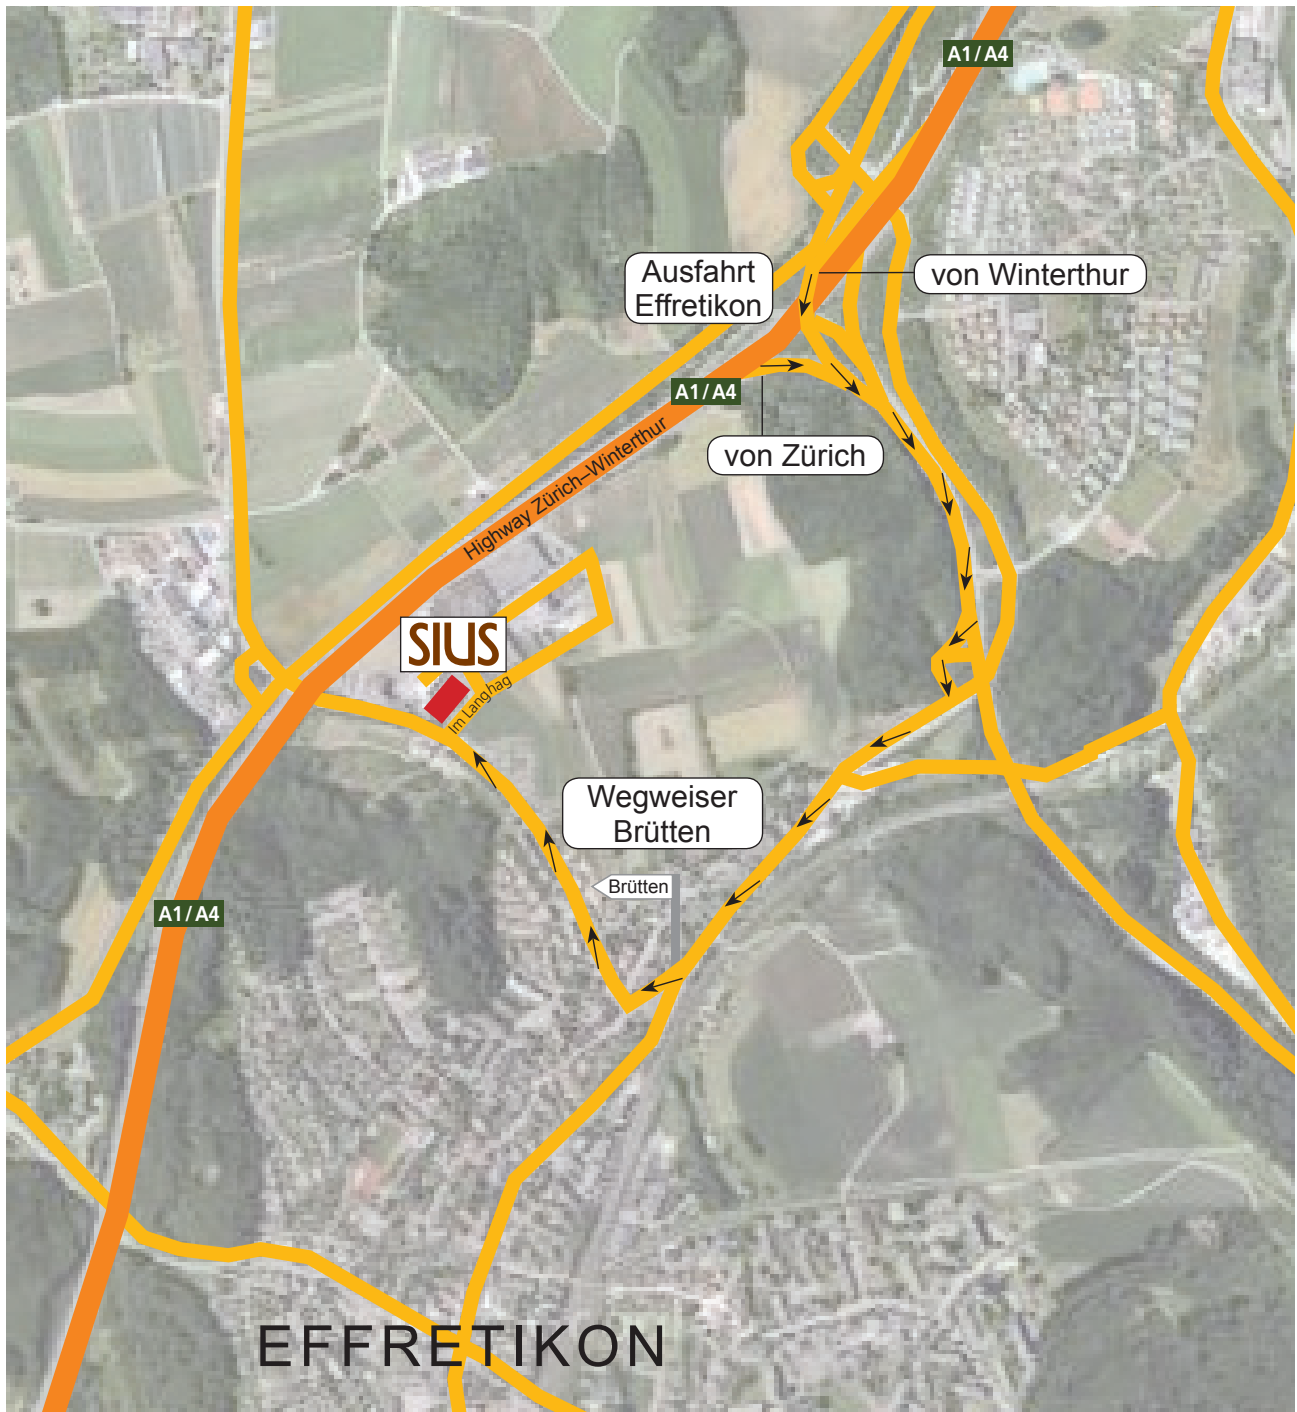 A1/A4
Ausfahrt
Effretikon
von Winterthur
A1/A4
von Zürich
Highway Zürich–Winterthur
SIUS
Im Langhag
Wegweiser
Brütten
Brütten
A1/A4
EFFRETIKON